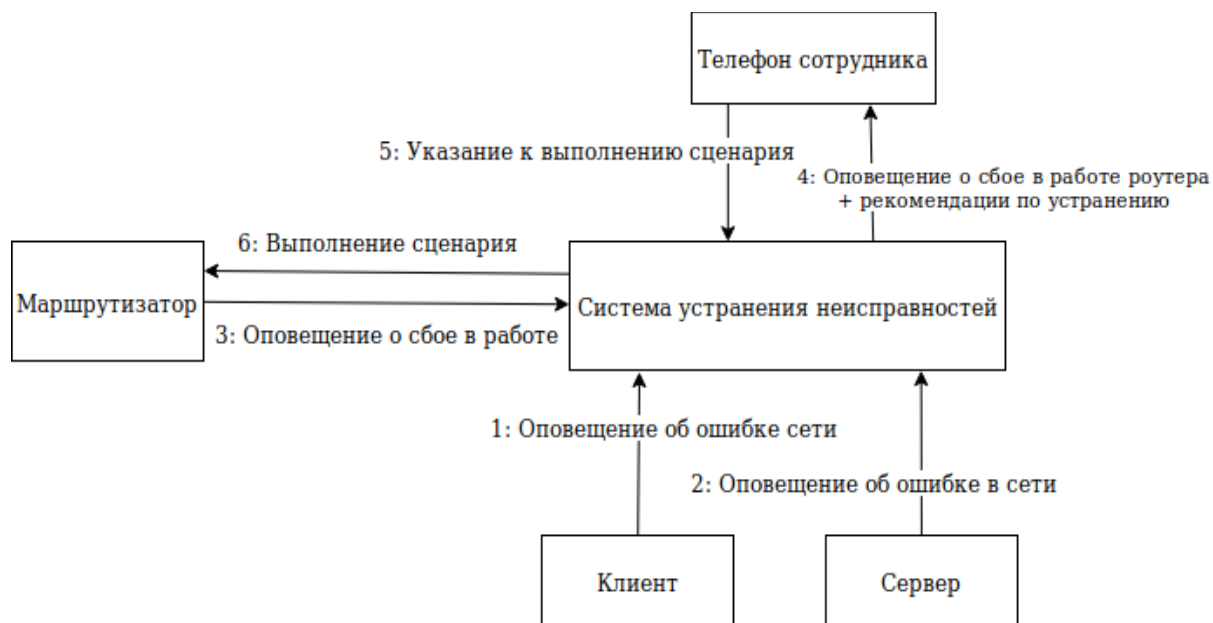 Телефон сотрудника
5: Указание к выполнению сценария
4: Оповещение о сбое в работе роутера
+ рекомендации по устранению
6: Выполнение сценария
Маршрутизатор
Система устранения неисправностей
3: Оповещение о сбое в работе
1: Оповещение об ошибке сети
2: Оповещение об ошибке в сети
Клиент
Сервер